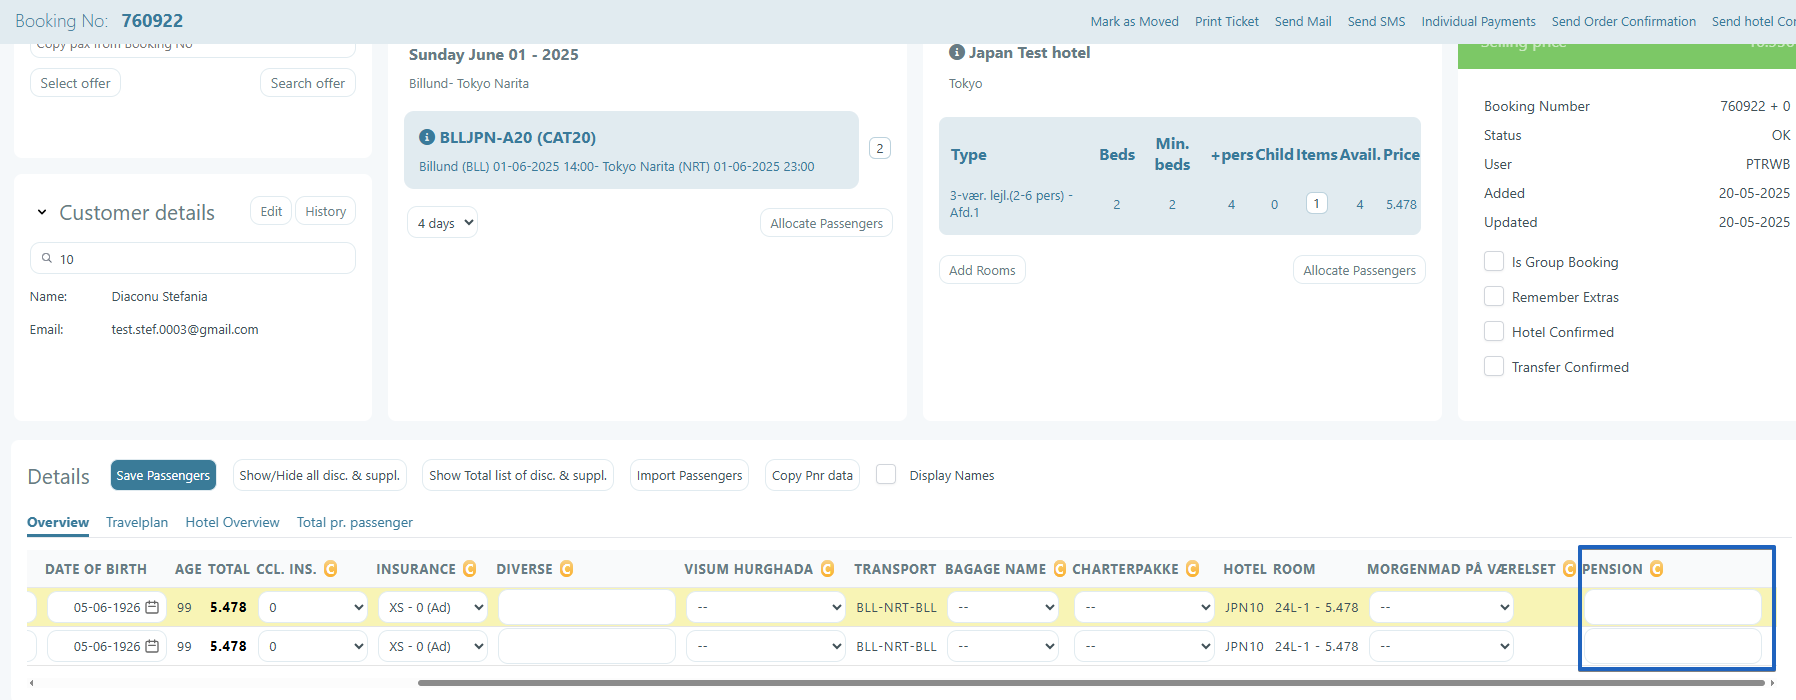 Booking No: 760922
Mark as Moved Print Ticket Send Mail Send SMS Individual Payments Send Order Confirmation Send hotel Con
Copy pax from Booking No
Select offer Search offer
Customer details Edit History
10
Name: Diaconu Stefania
Email: test.stef.0003@gmail.com
Sunday June 01 - 2025
Billund- Tokyo Narita
BLLJPN-A20 (CAT20)
Billund (BLL) 01-06-2025 14:00- Tokyo Narita (NRT) 01-06-2025 23:00
2
4 days Allocate Passengers
Japan Test hotel
Tokyo
Type Beds Min. beds +pers Child Items Avail. Price
3-vær. lejl.(2-6 pers) -
Afd.1
2 2 4 0 1 4 5.478
Add Rooms Allocate Passengers
Selling price
Booking Number 760922 + 0
Status OK
User PTRWB
Added 20-05-2025
Updated 20-05-2025
Is Group Booking
Remember Extras
Hotel Confirmed
Transfer Confirmed
Details Save Passengers Show/Hide all disc. & suppl. Show Total list of disc. & suppl. Import Passengers Copy Pnr data Display Names
Overview Travelplan Hotel Overview Total pr. passenger
DATE OF BIRTH AGE TOTAL CCL. INS. C INSURANCE C DIVERSE C VISUM HURGHADA C TRANSPORT BAGAGE NAME C CHARTERPAKKE C HOTEL ROOM MORGENMAD PÅ VÆRELSET C PENSION C
05-06-1926 99 5.478 0 XS - 0 (Ad) -- BLL-NRT-BLL -- -- JPN10 24L-1 - 5.478 --
05-06-1926 99 5.478 0 XS - 0 (Ad) -- BLL-NRT-BLL -- -- JPN10 24L-1 - 5.478 --